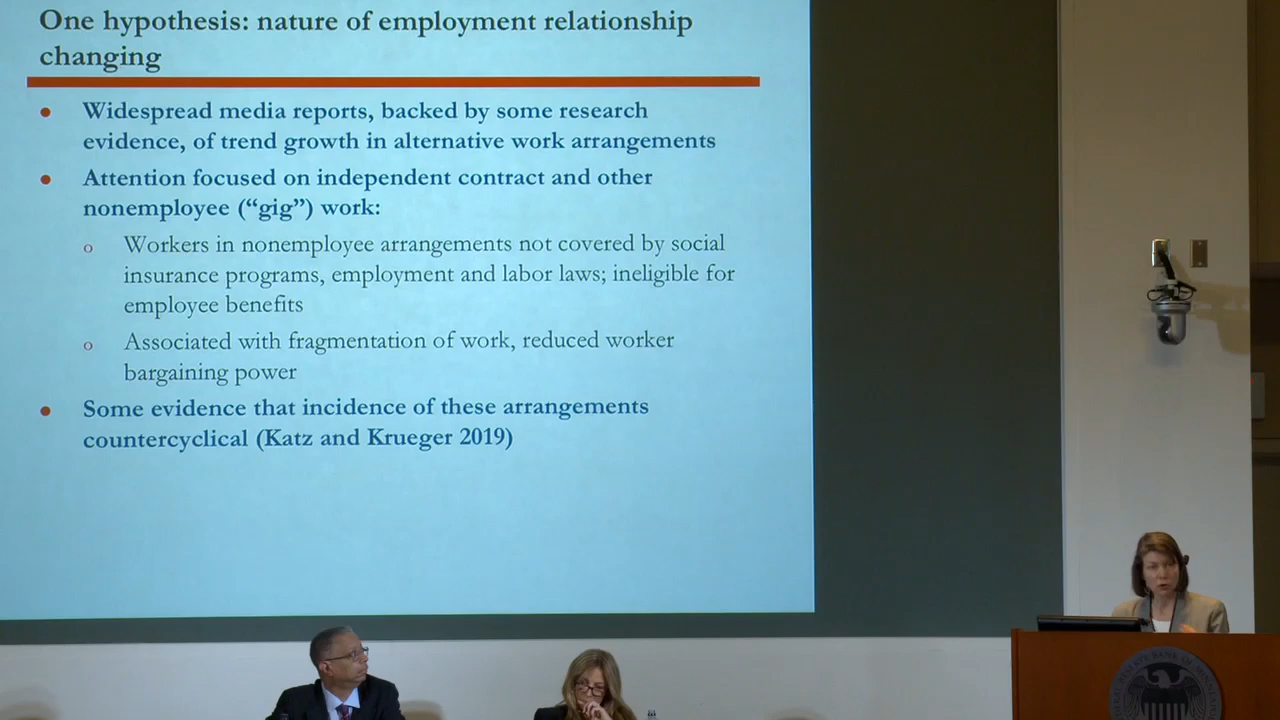 One hypothesis: nature of employment relationship
changing
Widespread media reports, backed by some research
evidence, of trend growth in alternative work arrangements
Attention focused on independent contract and other
nonemployee (“gig”) work:
Workers in nonemployee arrangements not covered by social
insurance programs, employment and labor laws; ineligible for
employee benefits
Associated with fragmentation of work, reduced worker
bargaining power
Some evidence that incidence of these arrangements
countercyclical (Katz and Krueger 2019)